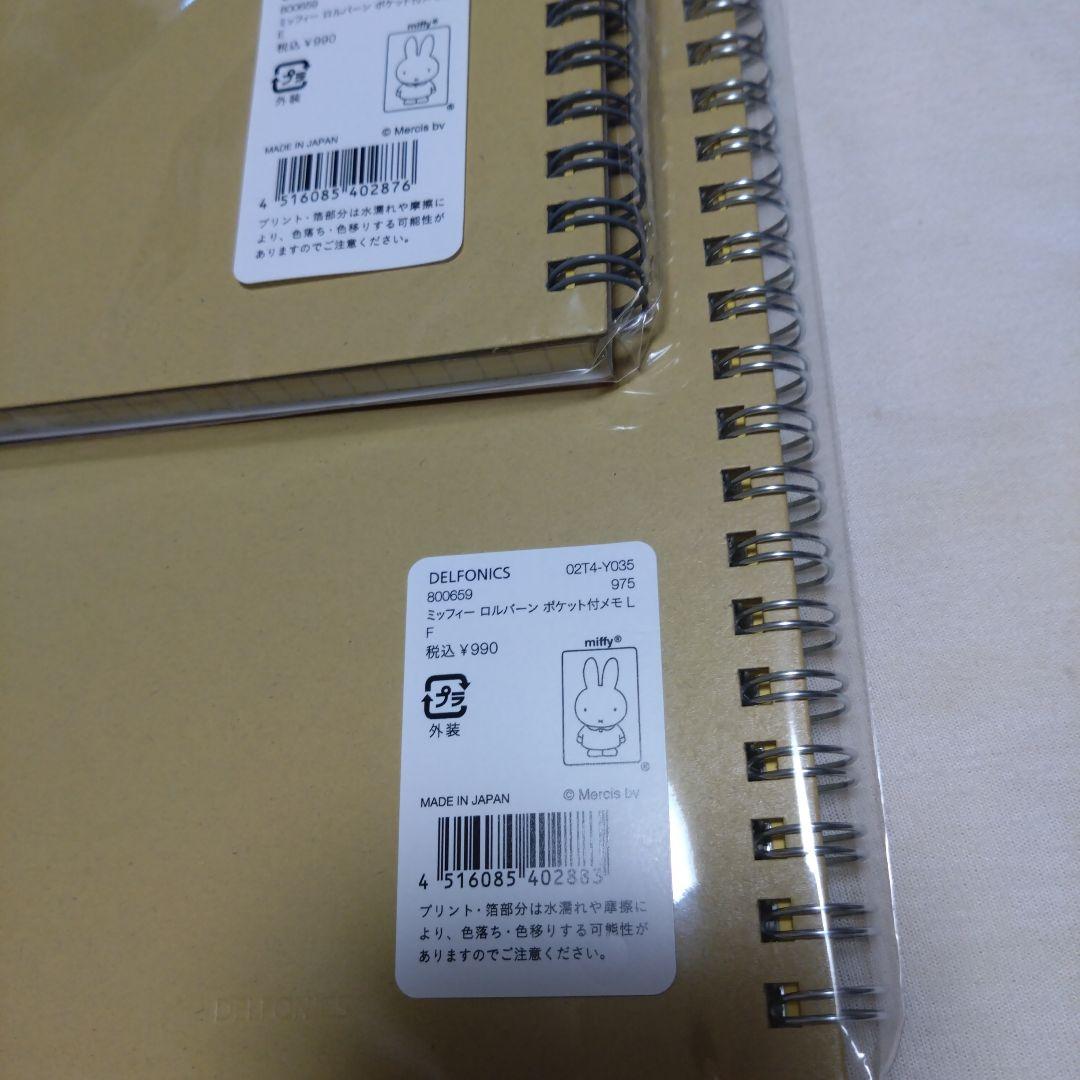 800659
ミッフィー ロルバーン ポケット付メモ
E
税込 ¥990
miffy®
プラ
外装
®
© Mercis bv
MADE IN JAPAN
4 516085 402876
プリント・箔部分は水濡れや摩擦に
より、色落ち・色移りする可能性が
ありますのでご注意ください。
DELFONICS 02T4-Y035
800659 975
ミッフィー ロルバーン ポケット付メモ L
F
税込 ¥990
miffy®
プラ
外装
®
MADE IN JAPAN © Mercis bv
4 516085 402883
プリント・箔部分は水濡れや摩擦に
より、色落ち・色移りする可能性が
ありますのでご注意ください。
DELFONICS